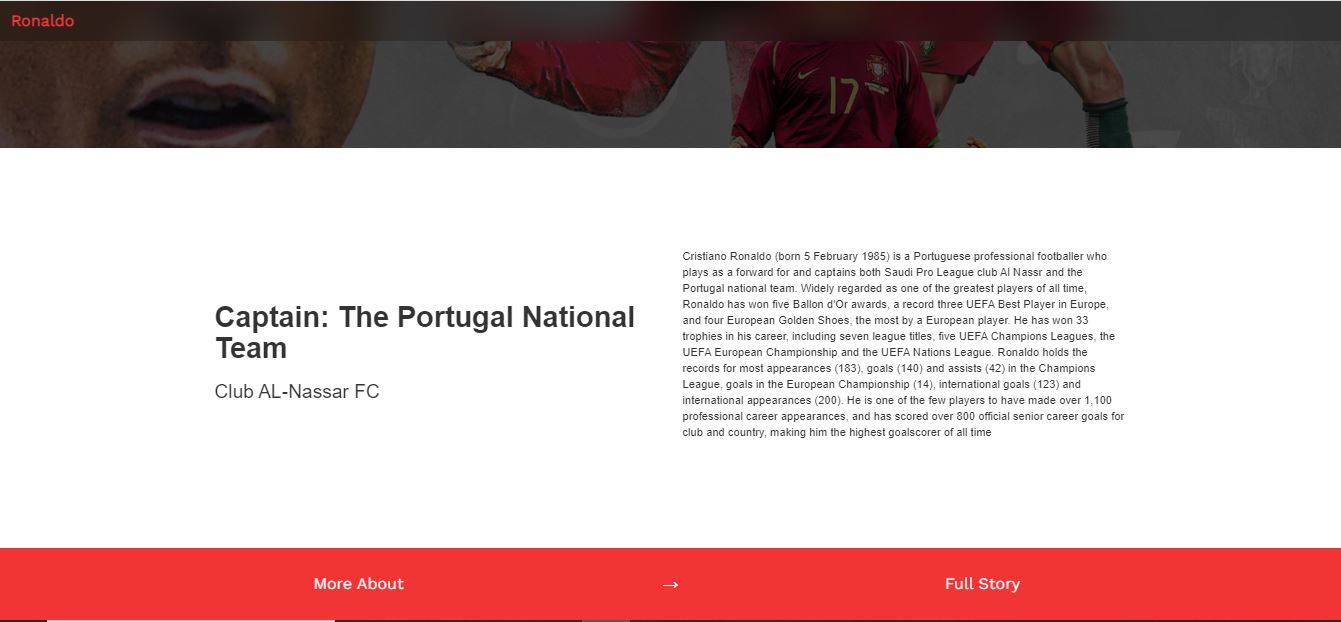 Ronaldo
17
Captain: The Portugal National
Team
Club AL-Nassar FC
Cristiano Ronaldo (born 5 February 1985) is a Portuguese professional footballer who
plays as a forward for and captains both Saudi Pro League club Al Nassr and the
Portugal national team. Widely regarded as one of the greatest players of all time,
Ronaldo has won five Ballon d'Or awards, a record three UEFA Best Player in Europe,
and four European Golden Shoes, the most by a European player. He has won 33
trophies in his career, including seven league titles, five UEFA Champions Leagues, the
UEFA European Championship and the UEFA Nations League. Ronaldo holds the
records for most appearances (183), goals (140) and assists (42) in the Champions
League, goals in the European Championship (14), international goals (123) and
international appearances (200). He is one of the few players to have made over 1,100
professional career appearances, and has scored over 800 official senior career goals for
club and country, making him the highest goalscorer of all time
More About → Full Story